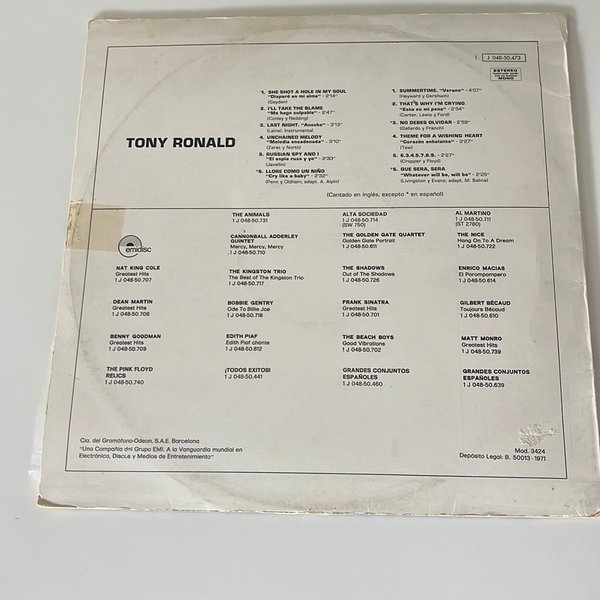 1 J 048-50.473
ESTEREO
MONO
TONY RONALD
1. SHE SHOT A HOLE IN MY SOUL
"Disparó en mi alma" - 2'14"
(Gayden)
2. I'LL TAKE THE BLAME
"Me hago culpable" - 2'47"
(Conley y Redding)
3. LAST NIGHT. "Anoche" - 3'13"
(Laine). Instrumental
4. UNCHAINED MELODY
"Melodía encadenada" - 3'10"
(Zaret y North)
5. RUSSIAN SPY AND I
"El espía ruso y yo" - 2'30"
(Javellin)
*6. LLORE COMO UN NIÑO
"Cry like a baby" - 2'32"
(Penn y Oldham; adapt. A. Alpin)
1. SUMMERTIME. "Verano" - 4'07"
(Heyward y Gershwin)
2. THAT'S WHY I'M CRYING
"Esta es mi pena" - 2'34"
(Carter, Lewis y Ford)
*3. NO DEBES OLVIDAR - 2'59"
(Gallardo y French)
4. THEME FOR A WISHING HEART
"Corazón anhelante" - 2'27"
(Taw)
5. 6.3.4.5.7.8.9. - 2'27"
(Cropper y Floyd)
*6. QUE SERA, SERA
"Whatever will be, will be" - 2'25"
(Livingston y Evans; adapt. M. Salina)
(Cantado en inglés, excepto * en español)
emidisc
NAT KING COLE
Greatest Hits
1 J 048-50.707
DEAN MARTIN
Greatest Hits
1 J 048-50.708
BENNY GOODMAN
Greatest Hits
1 J 048-50.709
THE PINK FLOYD
RELICS
1 J 048-50.740
THE ANIMALS
1 J 048-50.731
CANNONBALL ADDERLEY
QUINTET
Mercy, Mercy, Mercy
1 J 048-50.710
THE KINGSTON TRIO
The Best of The Kingston Trio
1 J 048-50.717
BOBBIE GENTRY
Ode To Billie Joe
1 J 048-50.718
EDITH PIAF
Edith Piaf chante
1 J 048-50.612
¡TODOS EXITOS!
1 J 048-50.441
ALTA SOCIEDAD
1 J 048-50.714
(SW 750)
THE GOLDEN GATE QUARTET
Golden Gate Portrait
1 J 048-50.611
THE SHADOWS
Out of The Shadows
1 J 048-50.726
FRANK SINATRA
Greatest Hits
1 J 048-50.701
THE BEACH BOYS
Good Vibrations
1 J 048-50.702
GRANDES CONJUNTOS
ESPAÑOLES
1 J 048-50.460
AL MARTINO
1 J 048-50.711
(ST 2780)
THE NICE
Hang On To A Dream
1 J 048-50.722
ENRICO MACIAS
El Parampompero
1 J 048-50.614
GILBERT BÉCAUD
Toujours Bécaud
1 J 048-50.610
MATT MONRO
Greatest Hits
1 J 048-50.739
GRANDES CONJUNTOS
ESPAÑOLES
1 J 048-50.639
Cía. del Gramófono-Odeon, S.A.E. Barcelona
"Una Compañía del Grupo EMI. A la Vanguardia mundial en
Electrónica, Discos y Medios de Entretenimiento"
Mod. 3424
Depósito Legal: B. 50013 - 1971